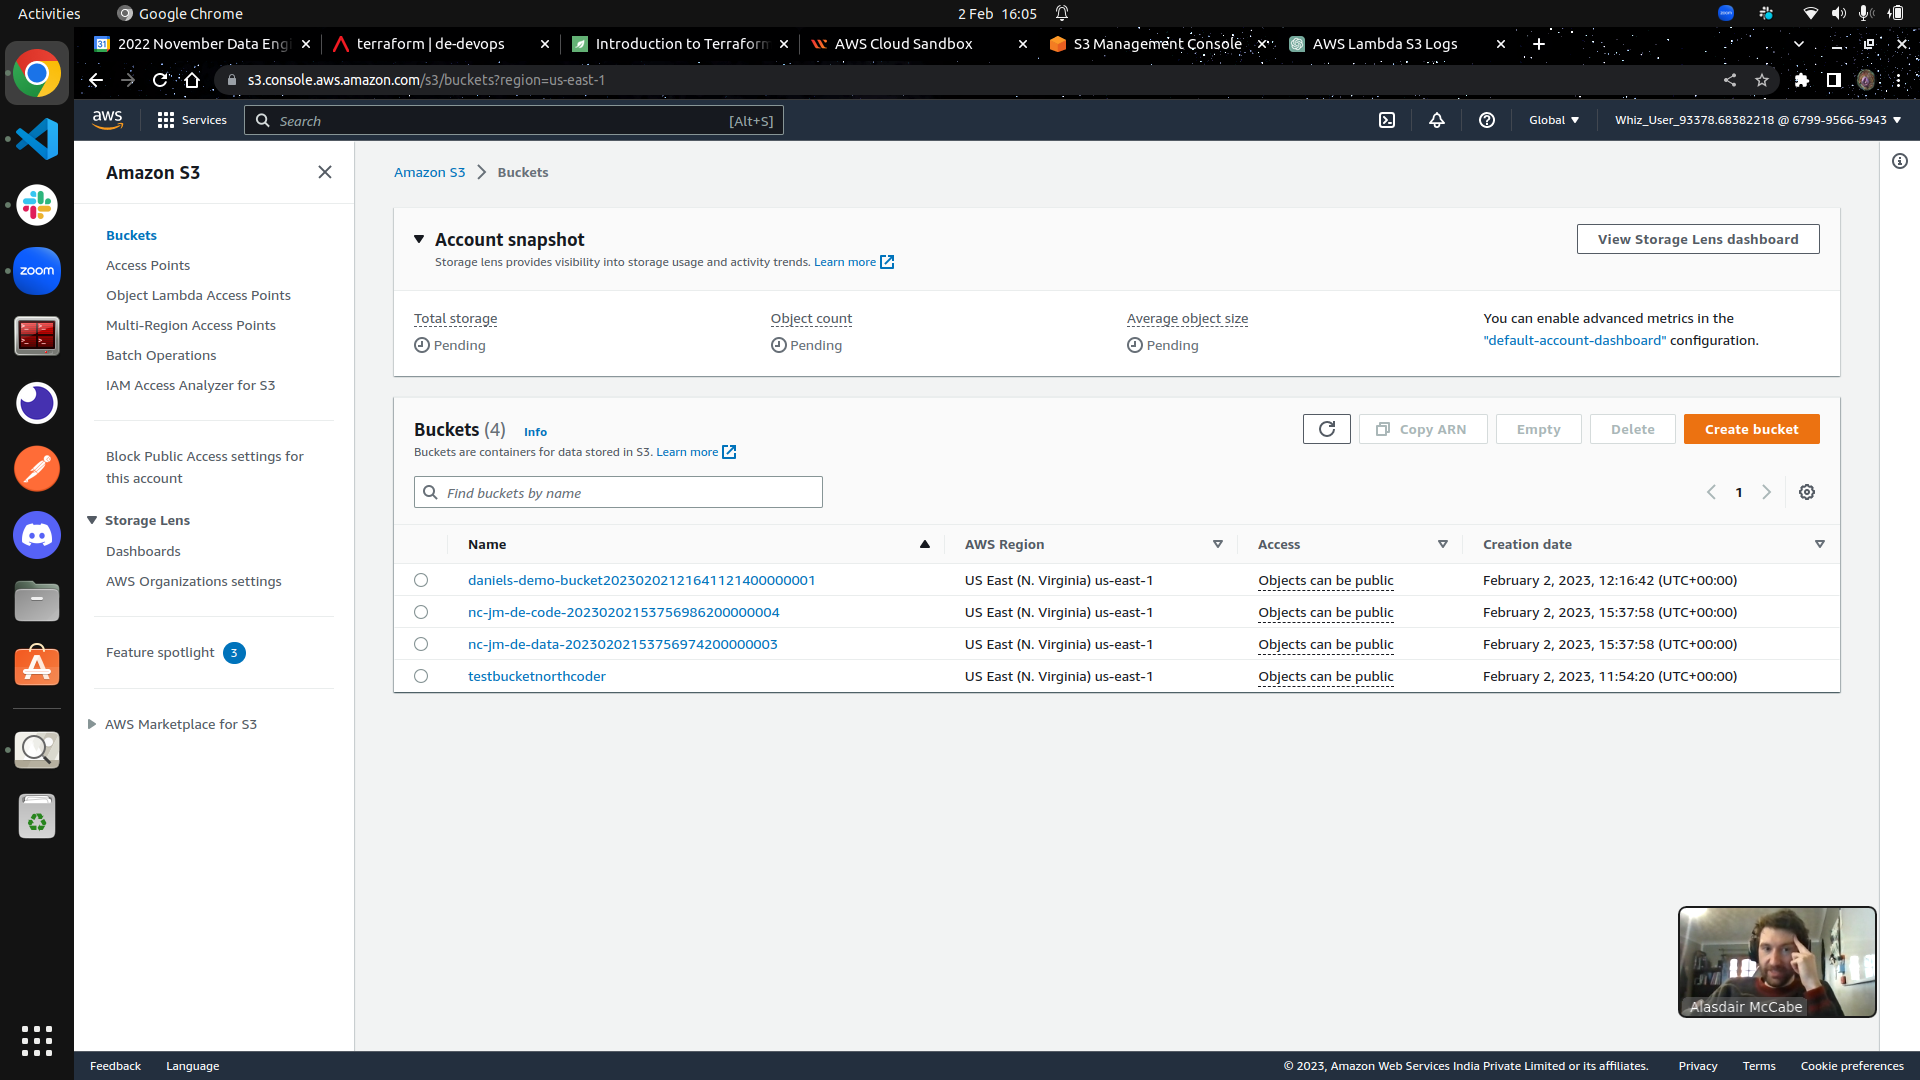 Activities
Google Chrome
2 Feb 16:05
zoom
2022 November Data Engi
terraform | de-devops
Introduction to Terraform
AWS Cloud Sandbox
S3 Management Console
AWS Lambda S3 Logs
s3.console.aws.amazon.com/s3/buckets?region=us-east-1
aws
Services
Search
[Alt+S]
Global
Whiz_User_93378.68382218 @ 6799-9566-5943
Amazon S3
Buckets
Access Points
Object Lambda Access Points
Multi-Region Access Points
Batch Operations
IAM Access Analyzer for S3
Block Public Access settings for
this account
Storage Lens
Dashboards
AWS Organizations settings
Feature spotlight 3
AWS Marketplace for S3
Amazon S3 > Buckets
Account snapshot
Storage lens provides visibility into storage usage and activity trends. Learn more
View Storage Lens dashboard
Total storage
Pending
Object count
Pending
Average object size
Pending
You can enable advanced metrics in the
"default-account-dashboard" configuration.
Buckets (4) Info
Buckets are containers for data stored in S3. Learn more
Copy ARN
Empty
Delete
Create bucket
Find buckets by name
1
Name AWS Region Access Creation date
daniels-demo-bucket20230202121641121400000001 US East (N. Virginia) us-east-1 Objects can be public February 2, 2023, 12:16:42 (UTC+00:00)
nc-jm-de-code-20230202153756986200000004 US East (N. Virginia) us-east-1 Objects can be public February 2, 2023, 15:37:58 (UTC+00:00)
nc-jm-de-data-20230202153756974200000003 US East (N. Virginia) us-east-1 Objects can be public February 2, 2023, 15:37:58 (UTC+00:00)
testbucketnorthcoder US East (N. Virginia) us-east-1 Objects can be public February 2, 2023, 11:54:20 (UTC+00:00)
Alasdair McCabe
Feedback
Language
© 2023, Amazon Web Services India Private Limited or its affiliates.
Privacy
Terms
Cookie preferences